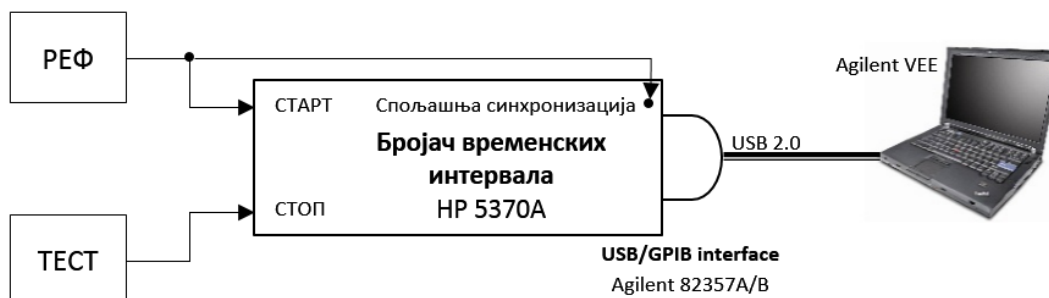 РЕФ
Agilent VEE
СТАРТ
Спољашња синхронизација
Бројач временских
интервала
HP 5370A
USB 2.0
СТОП
ТЕСТ
USB/GPIB interface
Agilent 82357A/B